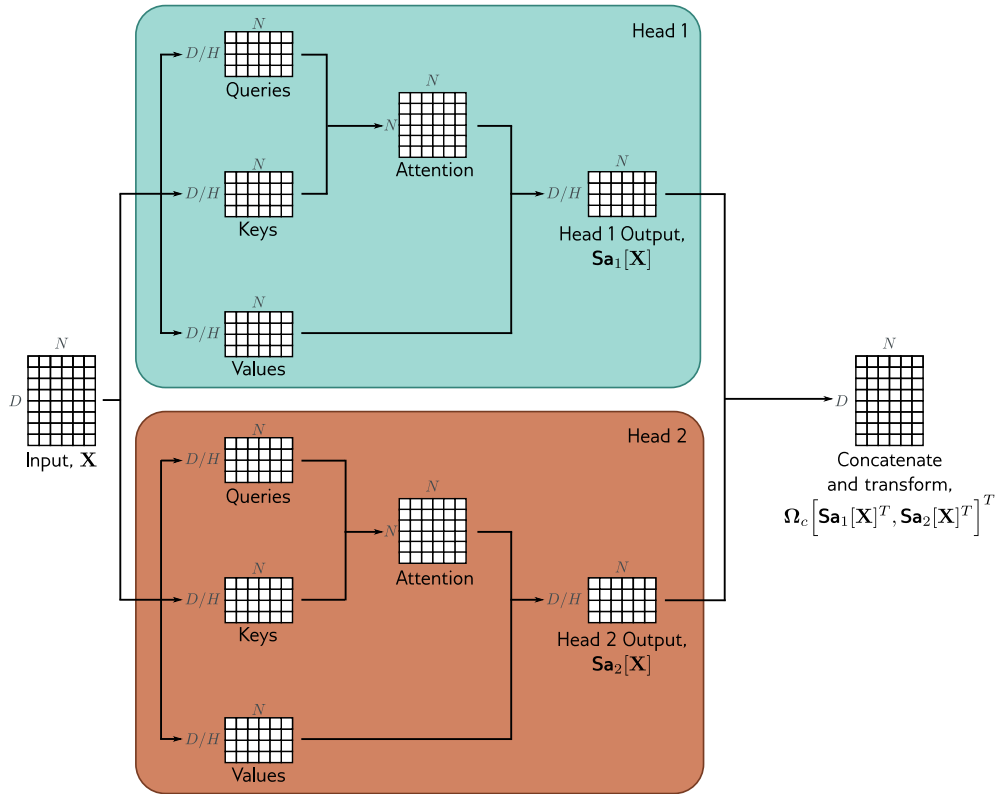 Head 1
N
D/H
Queries
N
N
Attention
N
D/H
Keys
N
D/H
Head 1 Output,
Sa₁[X]
N
D/H
Values
N
D
Input, X
N
D
Concatenate
and transform,
Ω_c[Sa₁[X]^T, Sa₂[X]^T]^T
Head 2
N
D/H
Queries
N
N
Attention
N
D/H
Keys
N
D/H
Head 2 Output,
Sa₂[X]
N
D/H
Values